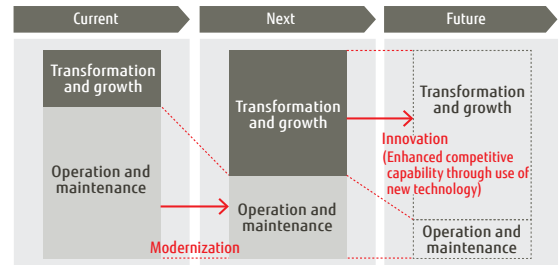 Current
Next
Future
Transformation
and growth
Operation and
maintenance
Modernization
Transformation
and growth
Operation and
maintenance
Innovation
(Enhanced competitive
capability through use of
new technology)
Transformation
and growth
Operation and
maintenance